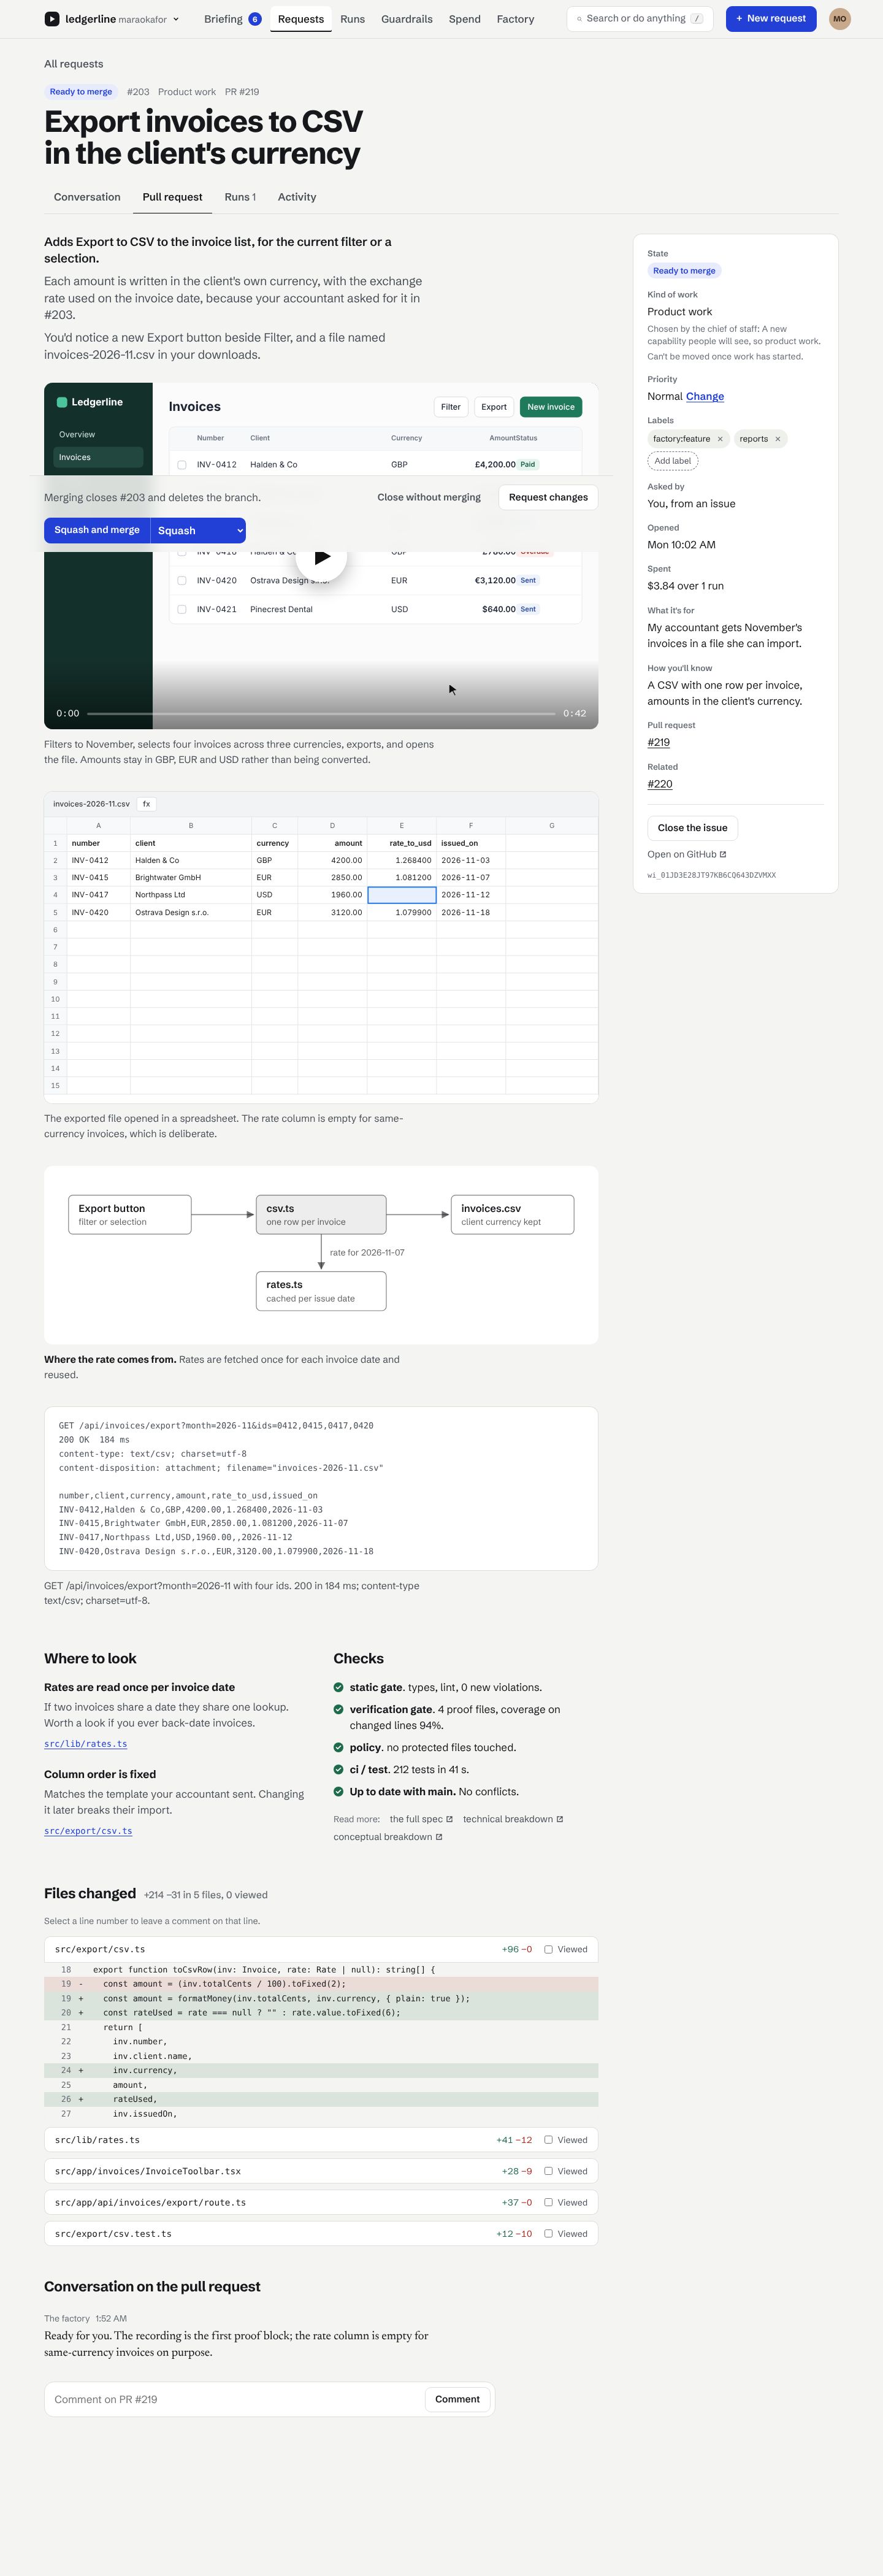 ledgerline maraokafor
Briefing 6
Requests
Runs
Guardrails
Spend
Factory
Search or do anything /
+ New request
MO
All requests
Ready to merge #203 Product work PR #219
Export invoices to CSV
in the client's currency
Conversation
Pull request
Runs 1
Activity
Adds Export to CSV to the invoice list, for the current filter or a
selection.
Each amount is written in the client's own currency, with the exchange
rate used on the invoice date, because your accountant asked for it in
#203.
You'd notice a new Export button beside Filter, and a file named
invoices-2026-11.csv in your downloads.
Ledgerline
Overview
Invoices
Invoices
Filter
Export
New invoice
Number Client Currency Amount Status
INV-0412 Halden & Co GBP £4,200.00 Paid
Merging closes #203 and deletes the branch.
Close without merging
Request changes
Squash and merge
Squash
INV-0418 Halden & Co GBP £780.00 Overdue
INV-0420 Ostrava Design s.r.o. EUR €3,120.00 Sent
INV-0421 Pinecrest Dental USD $640.00 Sent
0:00
0:42
Filters to November, selects four invoices across three currencies, exports, and opens
the file. Amounts stay in GBP, EUR and USD rather than being converted.
invoices-2026-11.csv fx
A B C D E F G
1 number client currency amount rate_to_usd issued_on
2 INV-0412 Halden & Co GBP 4200.00 1.268400 2026-11-03
3 INV-0415 Brightwater GmbH EUR 2850.00 1.081200 2026-11-07
4 INV-0417 Northpass Ltd USD 1960.00 2026-11-12
5 INV-0420 Ostrava Design s.r.o. EUR 3120.00 1.079900 2026-11-18
6
7
8
9
10
11
12
13
14
15
The exported file opened in a spreadsheet. The rate column is empty for same-
currency invoices, which is deliberate.
Export button
filter or selection
csv.ts
one row per invoice
invoices.csv
client currency kept
rate for 2026-11-07
rates.ts
cached per issue date
Where the rate comes from. Rates are fetched once for each invoice date and
reused.
GET /api/invoices/export?month=2026-11&ids=0412,0415,0417,0420
200 OK 184 ms
content-type: text/csv; charset=utf-8
content-disposition: attachment; filename="invoices-2026-11.csv"
number,client,currency,amount,rate_to_usd,issued_on
INV-0412,Halden & Co,GBP,4200.00,1.268400,2026-11-03
INV-0415,Brightwater GmbH,EUR,2850.00,1.081200,2026-11-07
INV-0417,Northpass Ltd,USD,1960.00,,2026-11-12
INV-0420,Ostrava Design s.r.o.,EUR,3120.00,1.079900,2026-11-18
GET /api/invoices/export?month=2026-11 with four ids. 200 in 184 ms; content-type
text/csv; charset=utf-8.
Where to look
Rates are read once per invoice date
If two invoices share a date they share one lookup.
Worth a look if you ever back-date invoices.
src/lib/rates.ts
Column order is fixed
Matches the template your accountant sent. Changing
it later breaks their import.
src/export/csv.ts
Checks
static gate. types, lint, 0 new violations.
verification gate. 4 proof files, coverage on
changed lines 94%.
policy. no protected files touched.
ci / test. 212 tests in 41 s.
Up to date with main. No conflicts.
Read more: the full spec technical breakdown
conceptual breakdown
Files changed +214 −31 in 5 files, 0 viewed
Select a line number to leave a comment on that line.
src/export/csv.ts +96 −0 Viewed
18 export function toCsvRow(inv: Invoice, rate: Rate | null): string[] {
19 - const amount = (inv.totalCents / 100).toFixed(2);
19 + const amount = formatMoney(inv.totalCents, inv.currency, { plain: true });
20 + const rateUsed = rate === null ? "" : rate.value.toFixed(6);
21 return [
22 inv.number,
23 inv.client.name,
24 + inv.currency,
25 amount,
26 + rateUsed,
27 inv.issuedOn,
src/lib/rates.ts +41 −12 Viewed
src/app/invoices/InvoiceToolbar.tsx +28 −9 Viewed
src/app/api/invoices/export/route.ts +37 −0 Viewed
src/export/csv.test.ts +12 −10 Viewed
Conversation on the pull request
The factory 1:52 AM
Ready for you. The recording is the first proof block; the rate column is empty for
same-currency invoices on purpose.
Comment on PR #219
Comment
State
Ready to merge
Kind of work
Product work
Chosen by the chief of staff: A new
capability people will see, so product work.
Can't be moved once work has started.
Priority
Normal Change
Labels
factory:feature ×
reports ×
Add label
Asked by
You, from an issue
Opened
Mon 10:02 AM
Spent
$3.84 over 1 run
What it's for
My accountant gets November's
invoices in a file she can import.
How you'll know
A CSV with one row per invoice,
amounts in the client's currency.
Pull request
#219
Related
#220
Close the issue
Open on GitHub
wi_01JD3E28JT97KB6CQ643DZVMXX